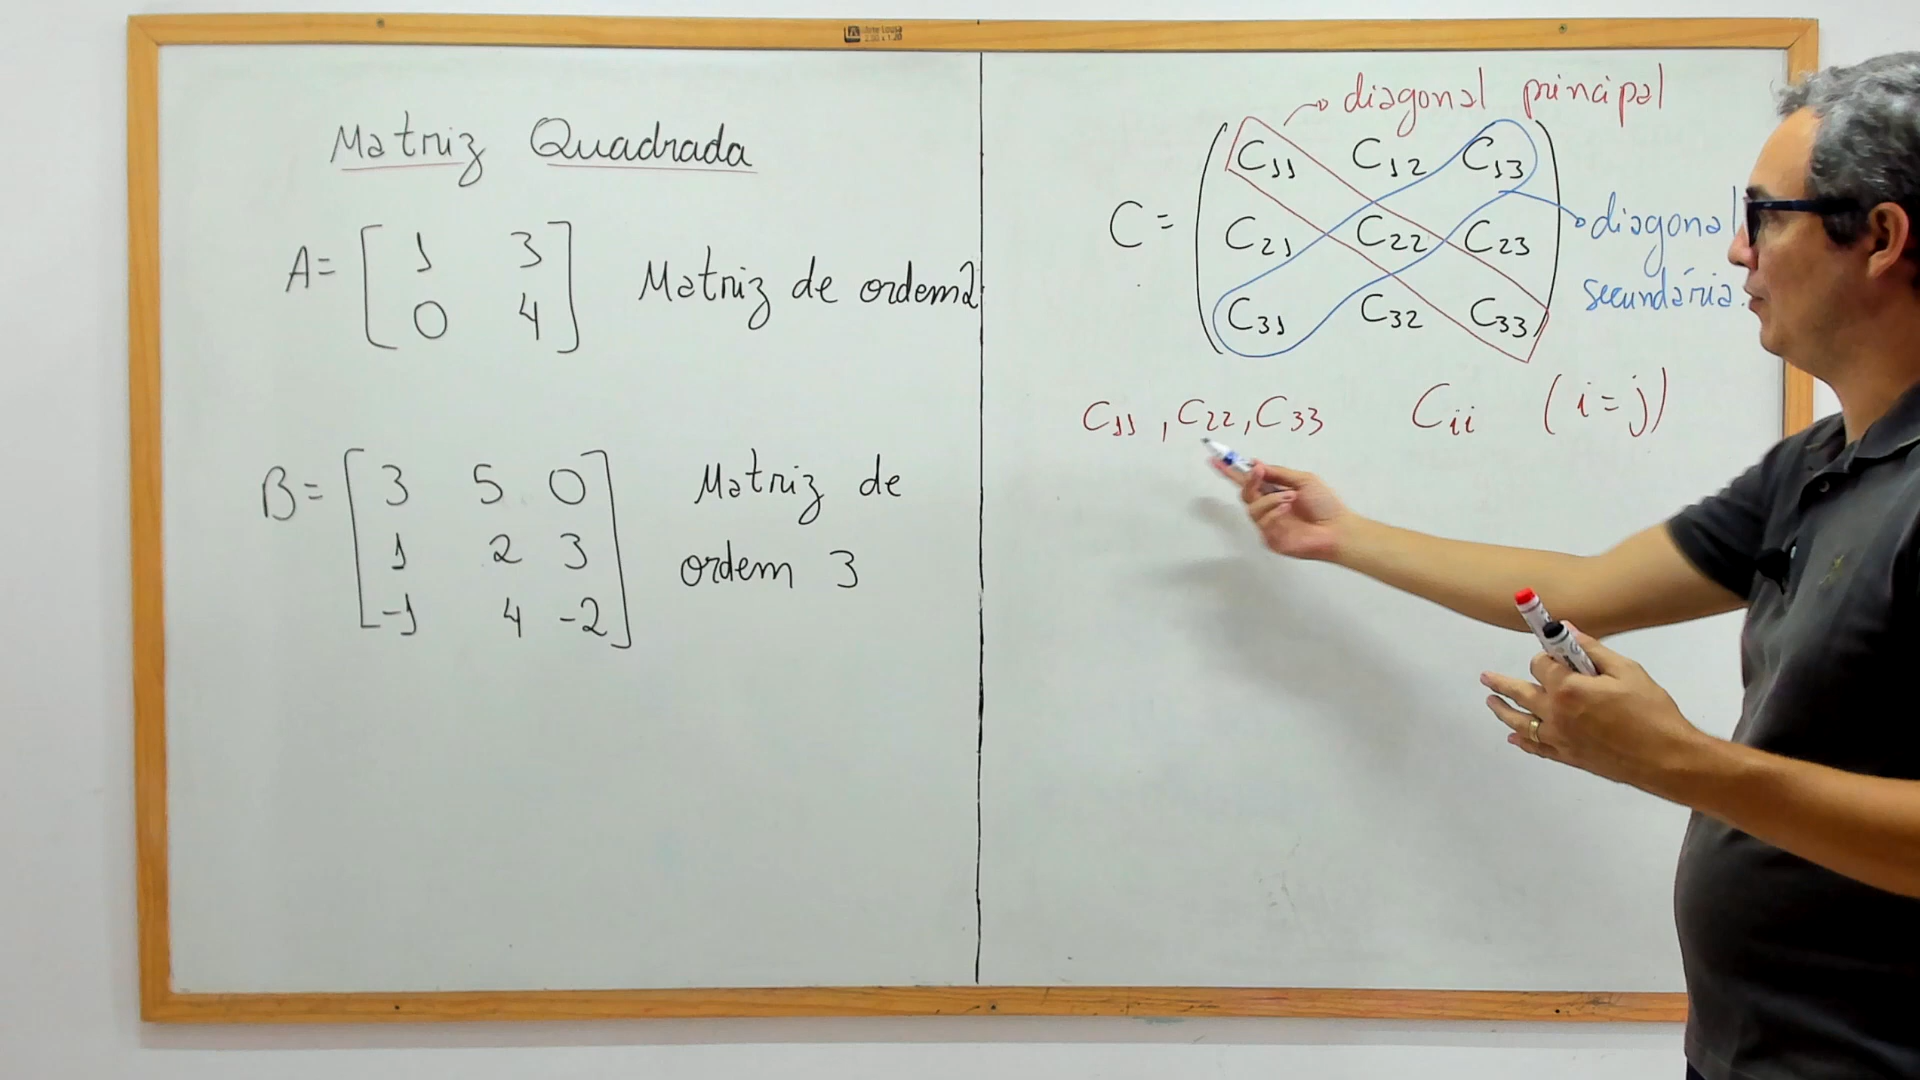 Matriz Quadrada
A= [ 1 3
0 4 ] Matriz de ordem 2
B= [ 3 5 0
1 2 3
-1 4 -2 ] Matriz de
ordem 3
diagonal principal
C= ( C11 C12 C13
C21 C22 C23
C31 C32 C33 )
diagonal
secundária.
C11 , C22, C33 Cii (i=j)